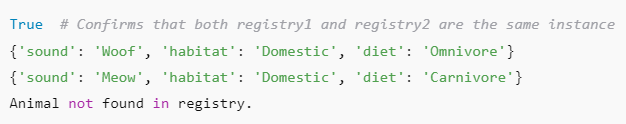 True  # Confirms that both registry1 and registry2 are the same instance
{'sound': 'Woof', 'habitat': 'Domestic', 'diet': 'Omnivore'}
{'sound': 'Meow', 'habitat': 'Domestic', 'diet': 'Carnivore'}
Animal not found in registry.